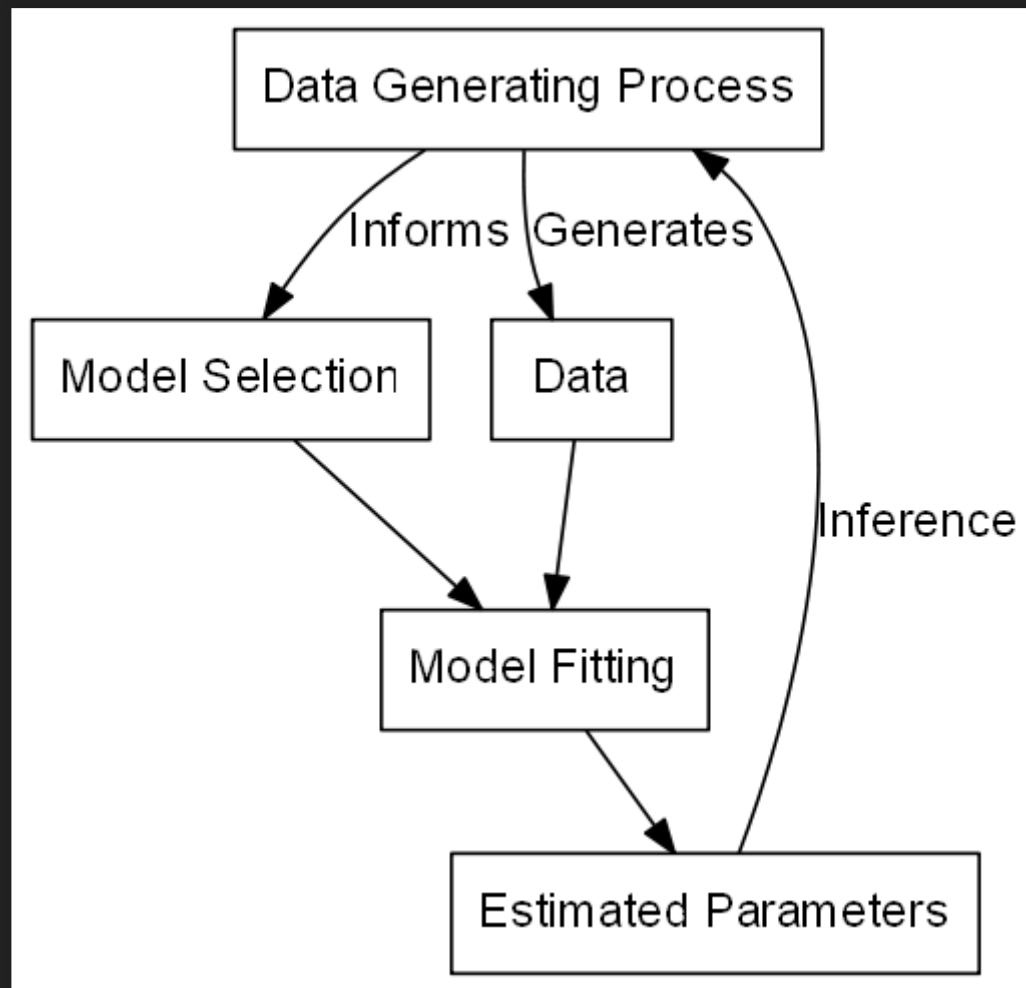 Data Generating Process
Informs
Generates
Model Selection
Data
Inference
Model Fitting
Estimated Parameters